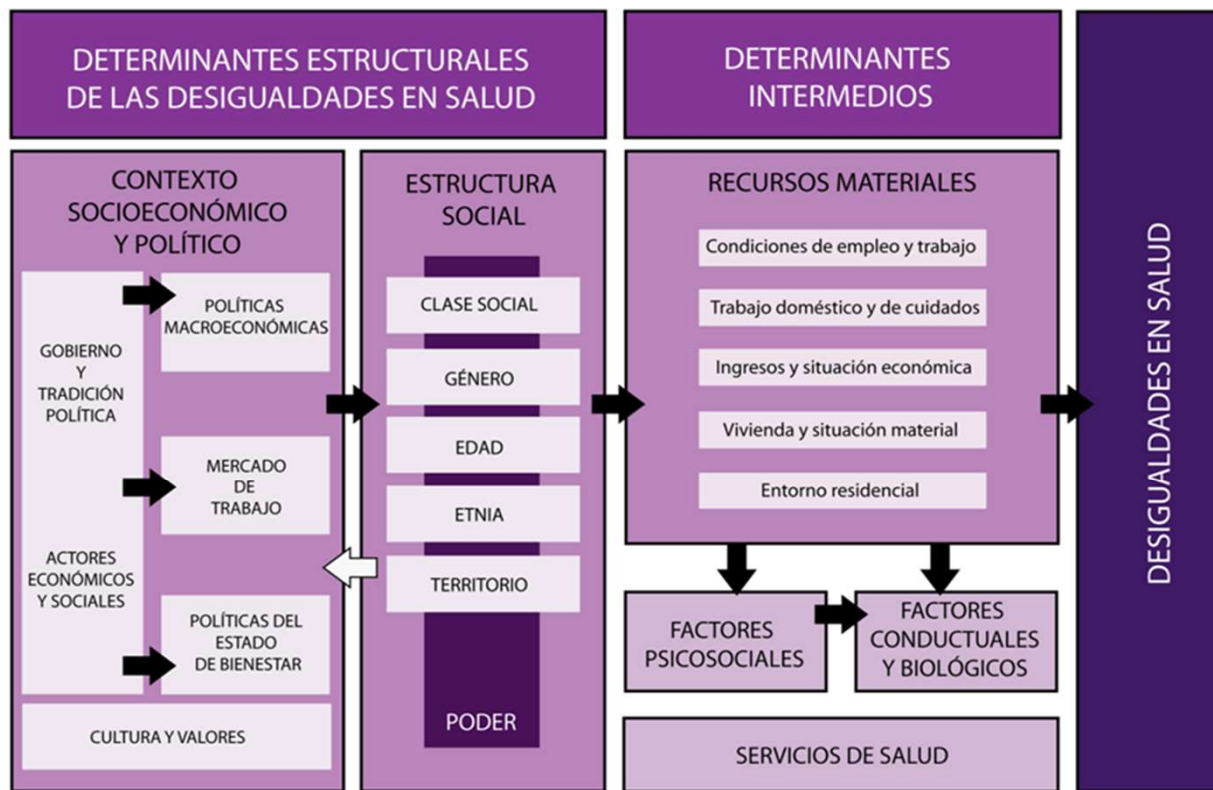 DETERMINANTES ESTRUCTURALES
DE LAS DESIGUALDADES EN SALUD
DETERMINANTES
INTERMEDIOS
CONTEXTO
SOCIOECONÓMICO
Y POLÍTICO
GOBIERNO
Y
TRADICIÓN
POLÍTICA
ACTORES
ECONÓMICOS
Y SOCIALES
POLÍTICAS
MACROECONÓMICAS
MERCADO
DE
TRABAJO
POLÍTICAS DEL
ESTADO
DE BIENESTAR
CULTURA Y VALORES
ESTRUCTURA
SOCIAL
CLASE SOCIAL
GÉNERO
EDAD
ETNIA
TERRITORIO
PODER
RECURSOS MATERIALES
Condiciones de empleo y trabajo
Trabajo doméstico y de cuidados
Ingresos y situación económica
Vivienda y situación material
Entorno residencial
FACTORES
PSICOSOCIALES
FACTORES
CONDUCTUALES
Y BIOLÓGICOS
SERVICIOS DE SALUD
DESIGUALDADES EN SALUD